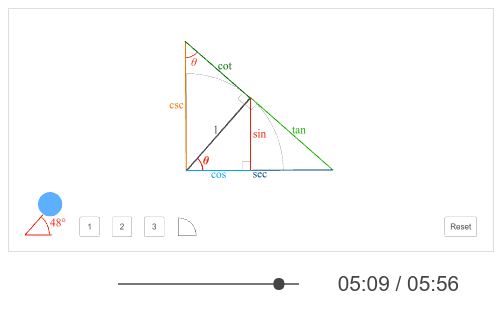 θ
cot
csc
1
sin
tan
θ
cos
sec
48°
1
2
3
Reset
05:09 / 05:56